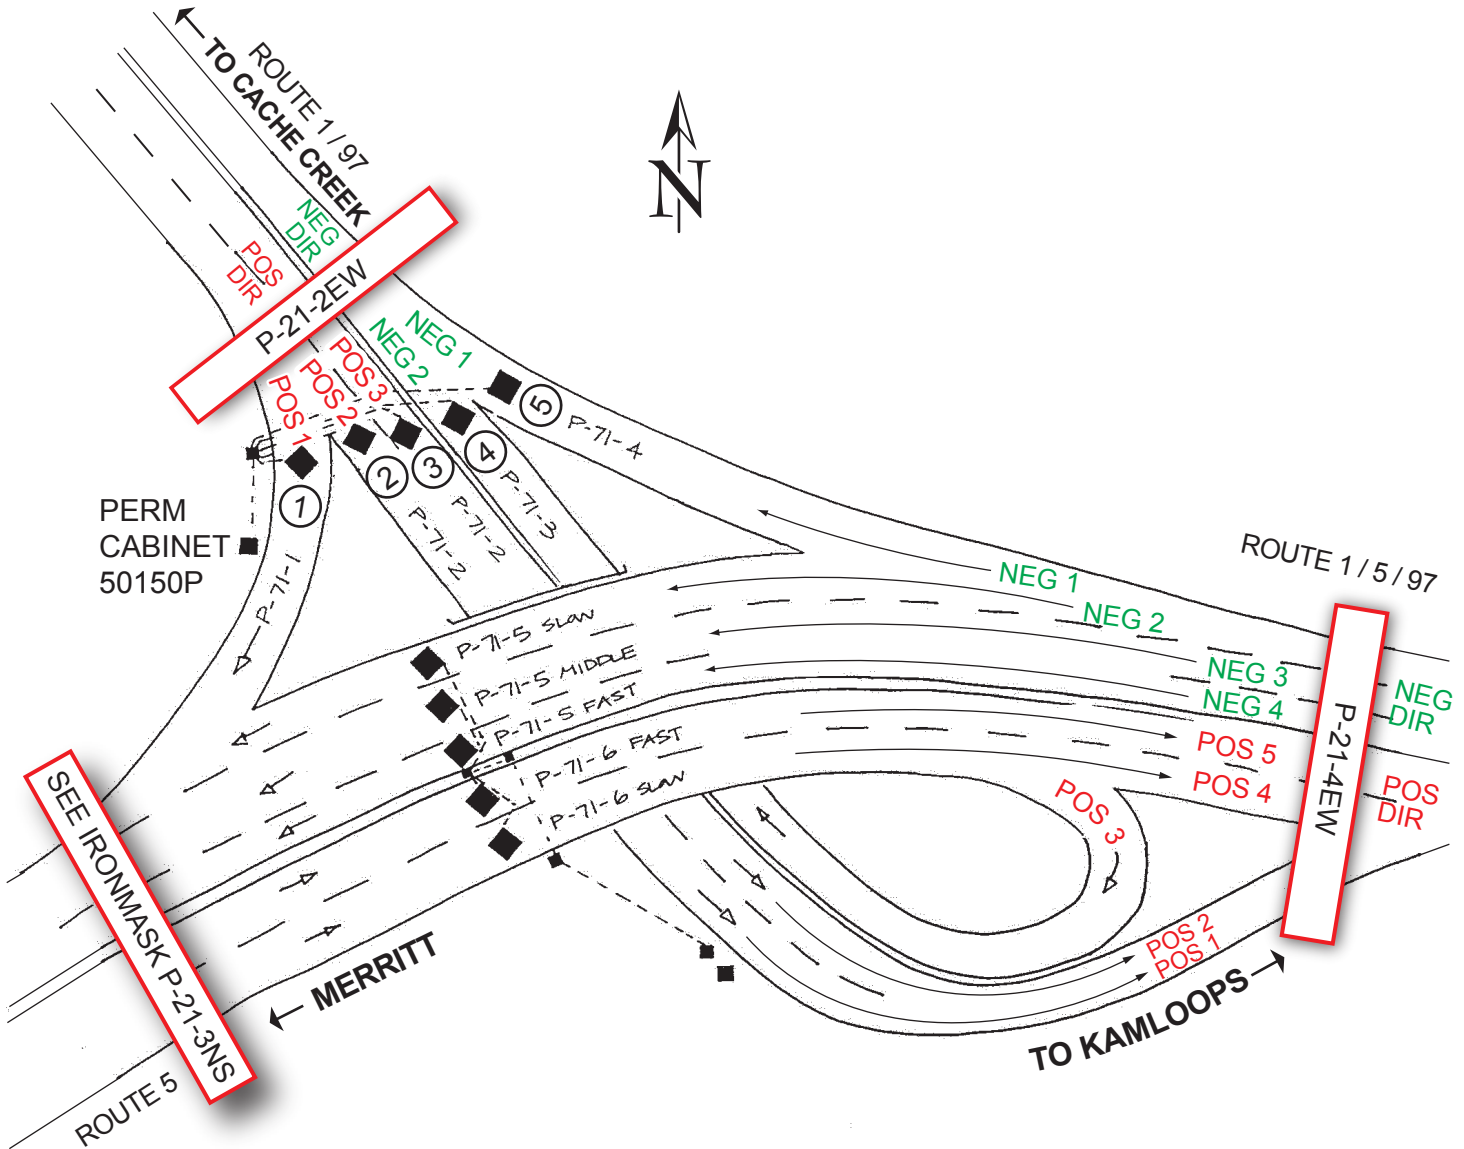 ROUTE 1 / 97
TO CACHE CREEK
N
NEG
DIR
POS
DIR
P-21-2EW
NEG 1
NEG 2
POS 3
POS 2
POS 1
5
P-71-4
4
3
2
1
P-71-3
P-71-2
P-71-2
P-71-1
PERM
CABINET
50150P
ROUTE 1 / 5 / 97
NEG 1
NEG 2
NEG 3
NEG 4
NEG
DIR
P-71-5 SLOW
P-71-5 MIDDLE
P-71-5 FAST
P-71-6 FAST
P-71-6 SLOW
POS 5
POS 4
POS 3
P-21-4EW
POS
DIR
SEE IRONMASK P-21-3NS
MERRITT
POS 2
POS 1
TO KAMLOOPS
ROUTE 5